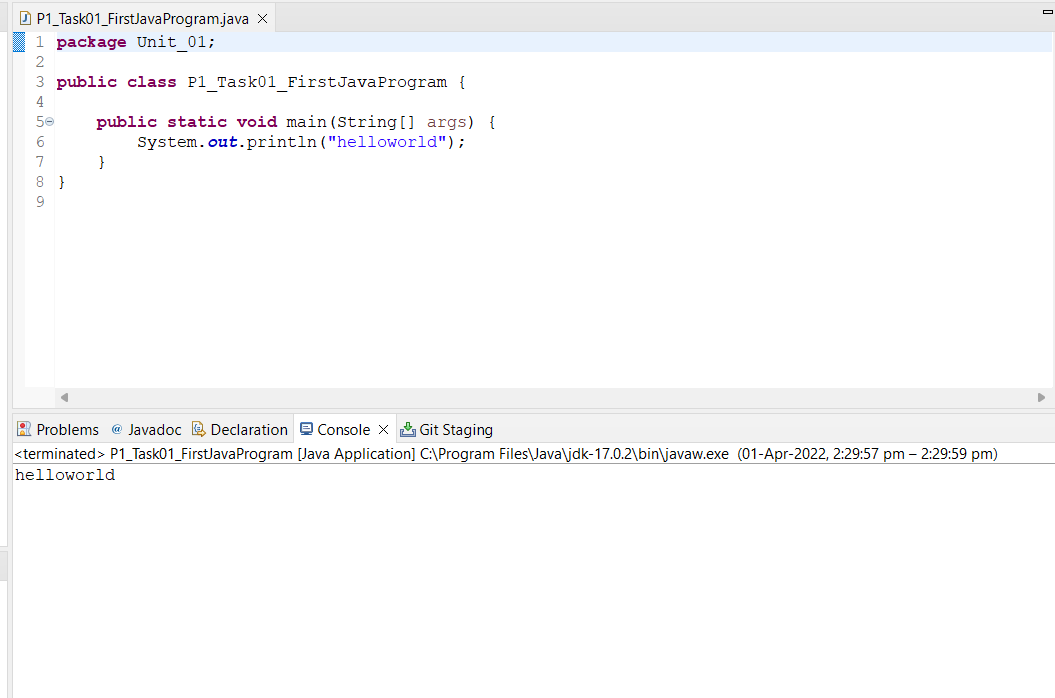 P1_Task01_FirstJavaProgram.java
1 package Unit_01;
2
3 public class P1_Task01_FirstJavaProgram {
4
5 public static void main(String[] args) {
6 System.out.println("helloworld");
7 }
8 }
9
Problems @ Javadoc Declaration Console Git Staging
<terminated> P1_Task01_FirstJavaProgram [Java Application] C:\Program Files\Java\jdk-17.0.2\bin\javaw.exe (01-Apr-2022, 2:29:57 pm – 2:29:59 pm)
helloworld